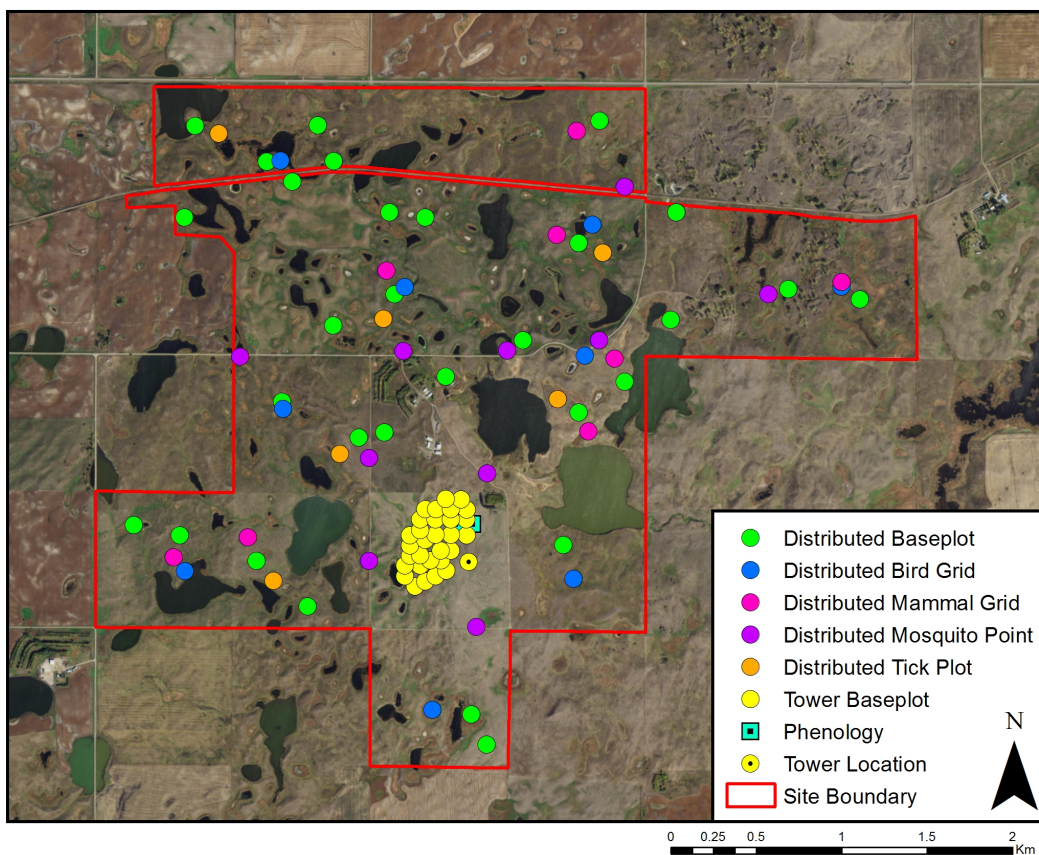 Distributed Baseplot
Distributed Bird Grid
Distributed Mammal Grid
Distributed Mosquito Point
Distributed Tick Plot
Tower Baseplot
Phenology
Tower Location
Site Boundary
N
0 0.25 0.5 1 1.5 2
Km